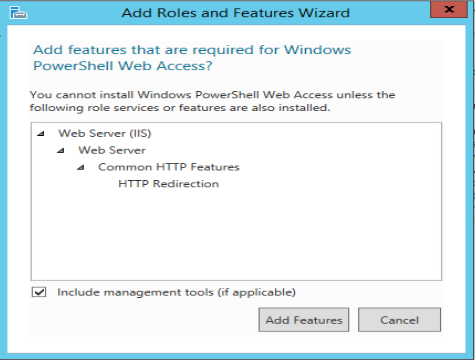 Add Roles and Features Wizard
x
Add features that are required for Windows
PowerShell Web Access?
You cannot install Windows PowerShell Web Access unless the
following role services or features are also installed.
Web Server (IIS)
Web Server
Common HTTP Features
HTTP Redirection
Include management tools (if applicable)
Add Features Cancel